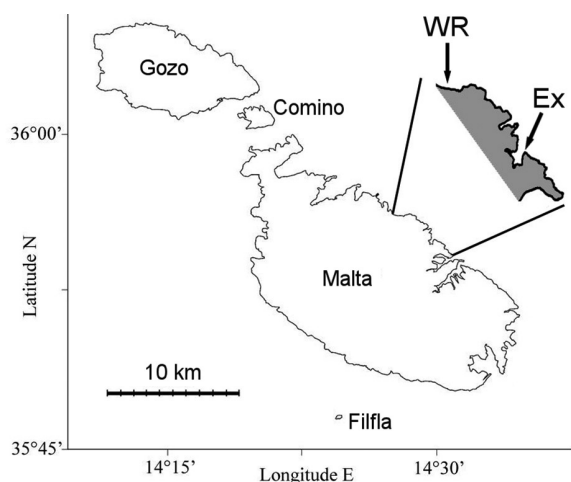 WR
Gozo
Ex
Comino
36°00'
Latitude N
Malta
10 km
Filfla
35°45'
14°15'
14°30'
Longitude E